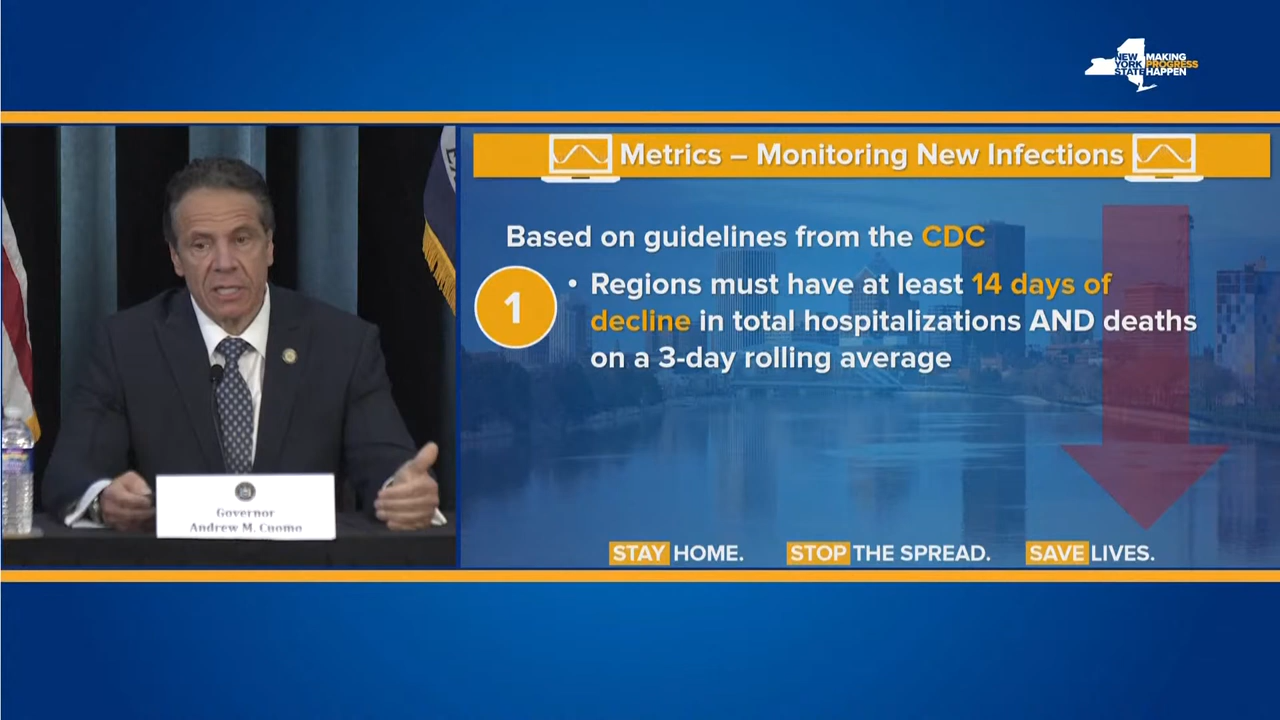 NEW
YORK
STATE
MAKING
PROGRESS
HAPPEN
Metrics – Monitoring New Infections
Based on guidelines from the CDC
1
• Regions must have at least 14 days of
decline in total hospitalizations AND deaths
on a 3-day rolling average
Governor
Andrew M. Cuomo
STAY HOME. STOP THE SPREAD. SAVE LIVES.